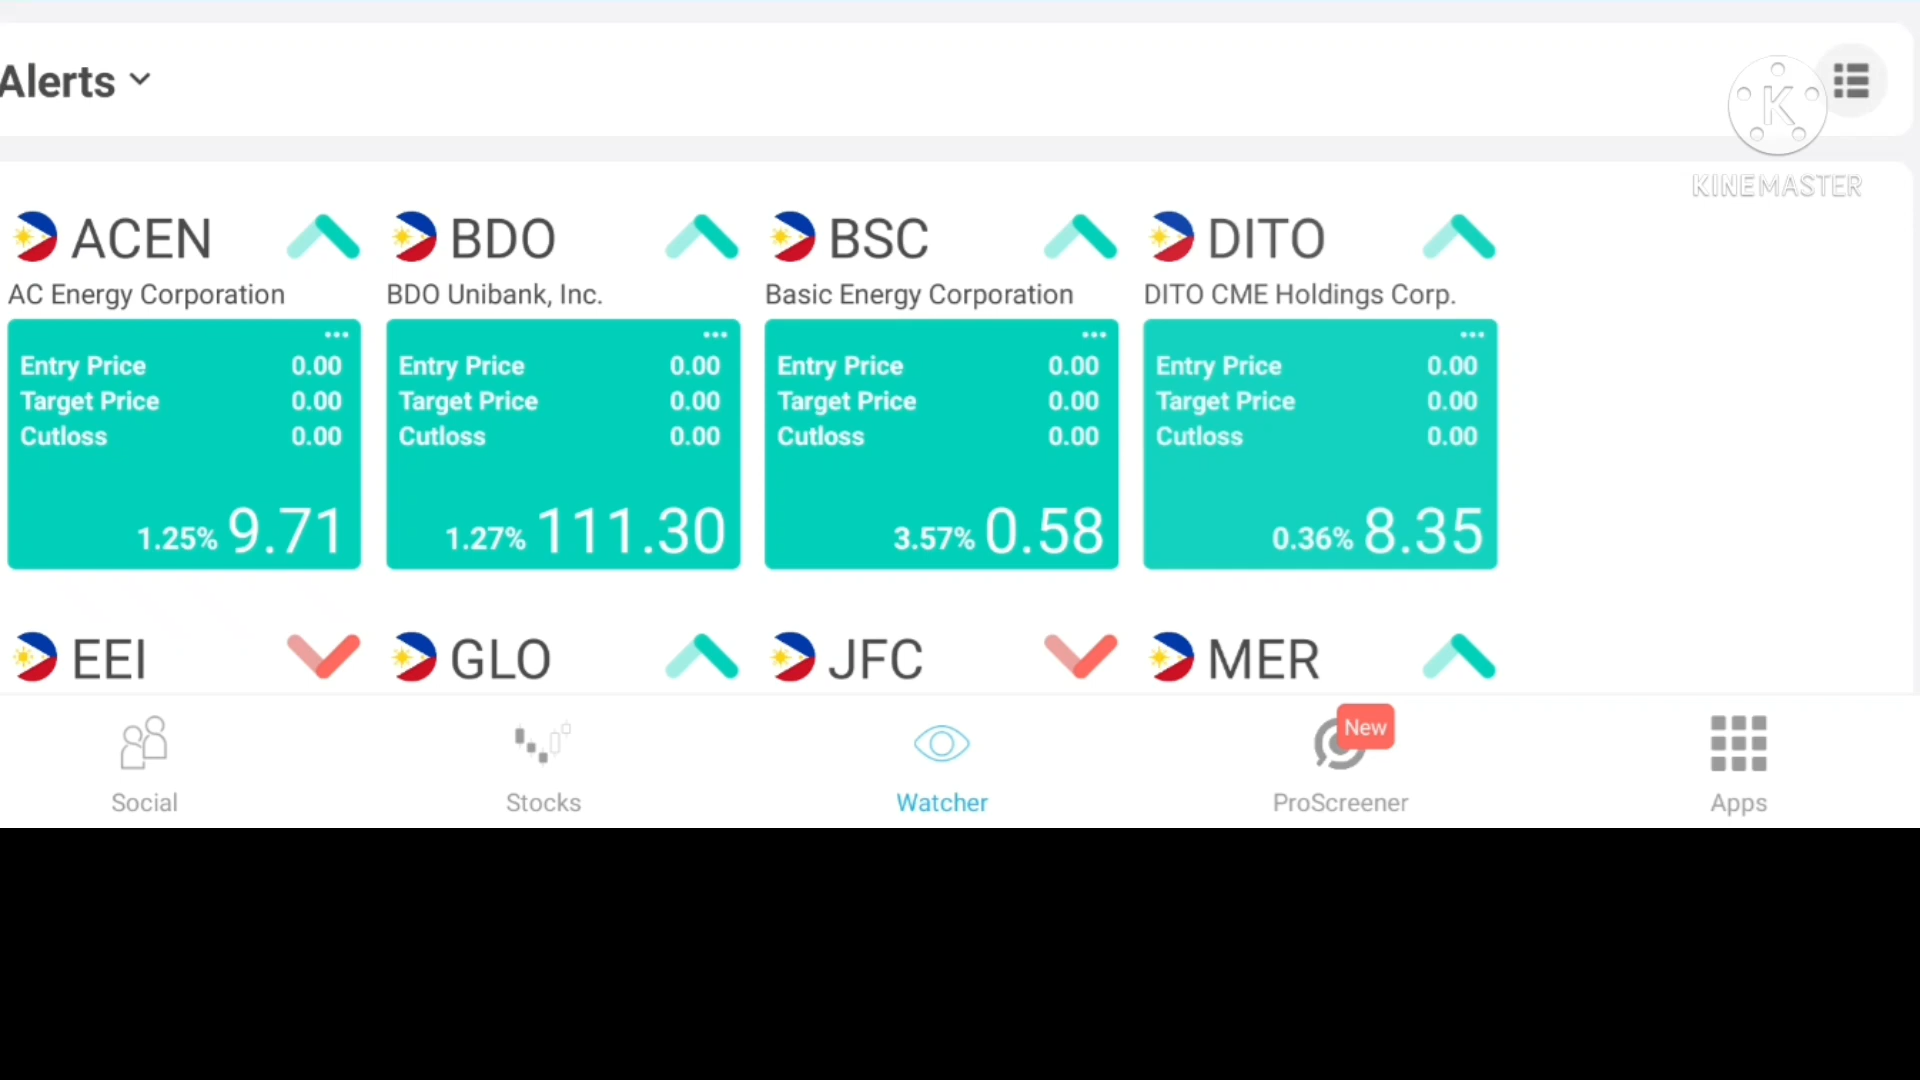 Alerts
K
KINEMASTER
ACEN
BDO
BSC
DITO
AC Energy Corporation
BDO Unibank, Inc.
Basic Energy Corporation
DITO CME Holdings Corp.
Entry Price 0.00
Target Price 0.00
Cutloss 0.00
1.25% 9.71
Entry Price 0.00
Target Price 0.00
Cutloss 0.00
1.27% 111.30
Entry Price 0.00
Target Price 0.00
Cutloss 0.00
3.57% 0.58
Entry Price 0.00
Target Price 0.00
Cutloss 0.00
0.36% 8.35
EEI
GLO
JFC
MER
Social
Stocks
Watcher
New
ProScreener
Apps